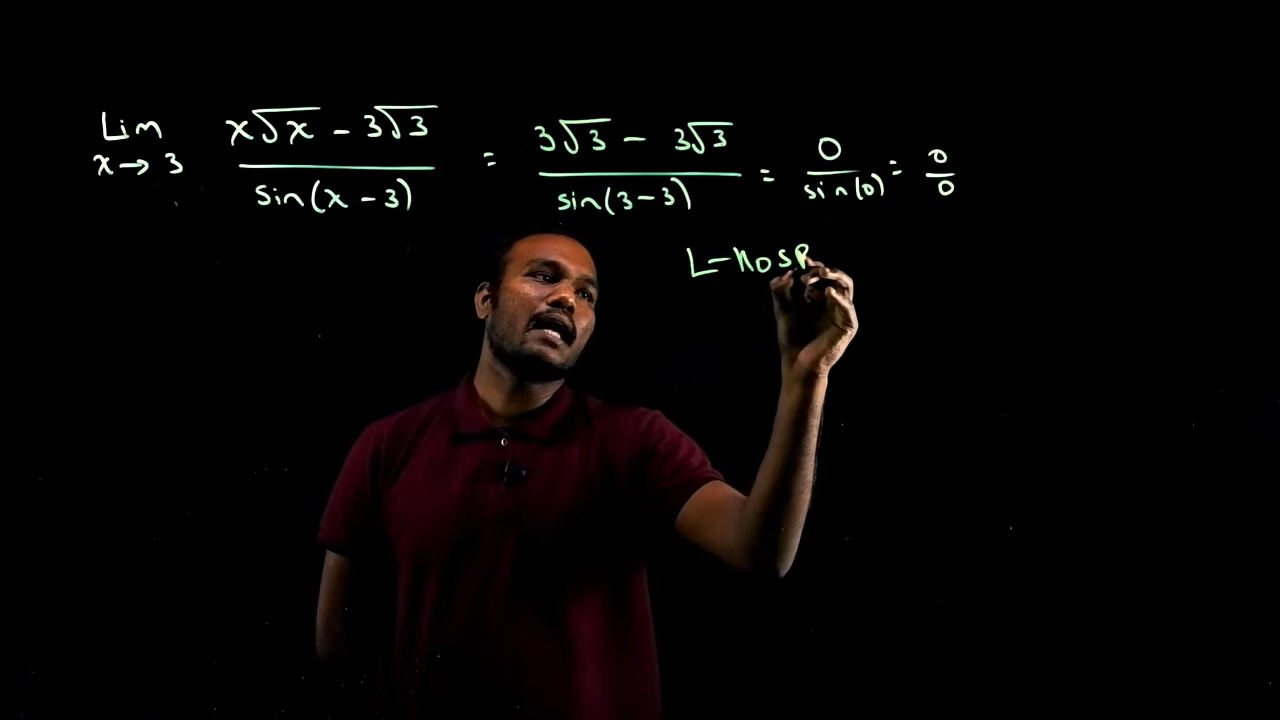 Lim x√x - 3√3 = 3√3 - 3√3 = 0 = 0
x→3 sin(x-3) sin(3-3) sin(0) 0
L-HOSP